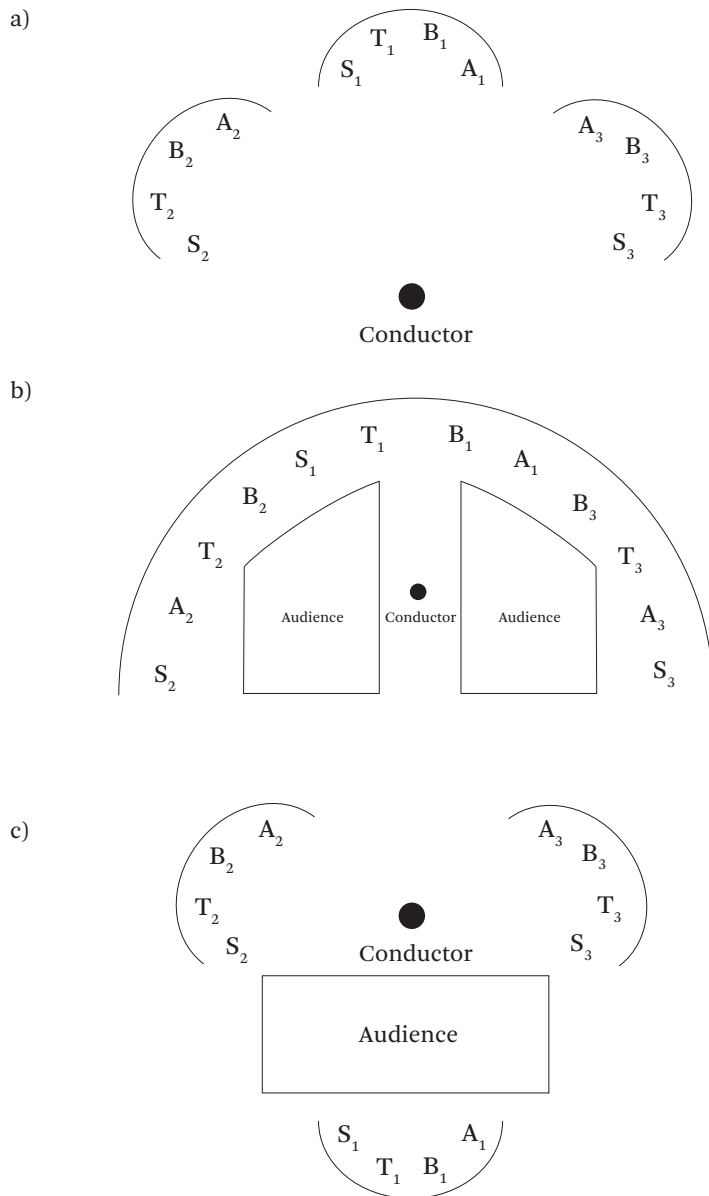 a)
T₁ B₁
S₁ A₁
A₂ A₃
B₂ B₃
T₂ T₃
S₂ S₃
Conductor
b)
T₁ B₁
S₁ A₁
B₂ B₃
T₂ T₃
A₂ A₃
Audience Conductor Audience
S₂ S₃
c)
A₂ A₃
B₂ B₃
T₂ T₃
S₂ S₃
Conductor
Audience
S₁ A₁
T₁ B₁